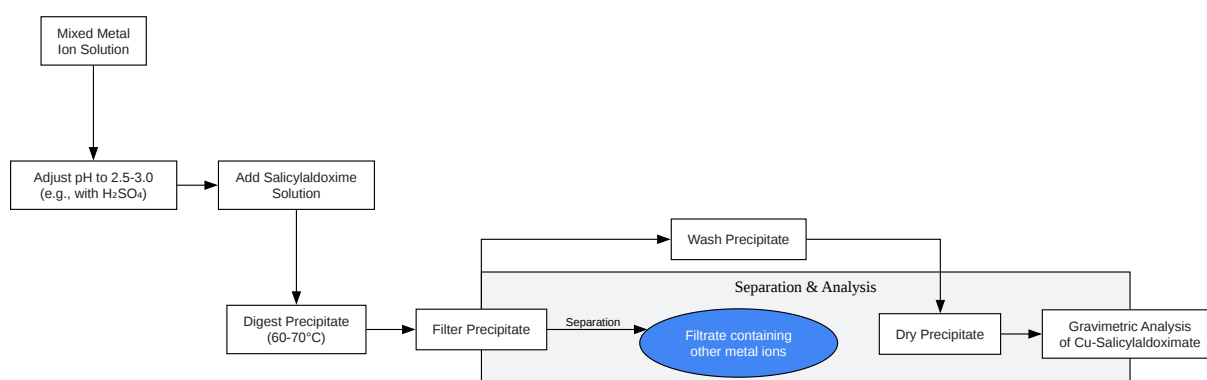 Mixed Metal
Ion Solution
Adjust pH to 2.5-3.0
(e.g., with H₂SO₄)
Add Salicylaldoxime
Solution
Digest Precipitate
(60-70°C)
Filter Precipitate
Wash Precipitate
Separation & Analysis
Separation
Filtrate containing
other metal ions
Dry Precipitate
Gravimetric Analysis
of Cu-Salicylaldoximate